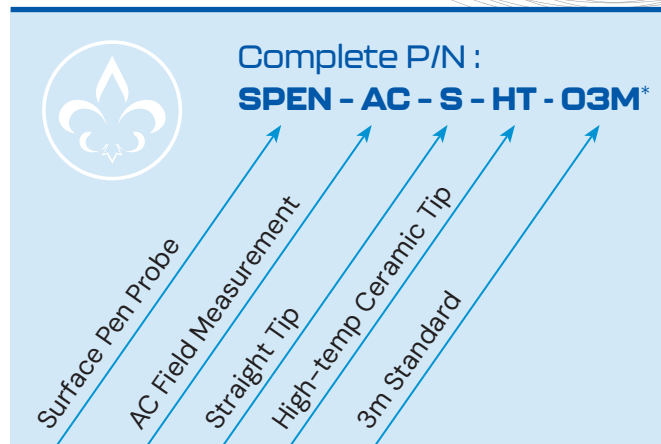 Complete P/N :
SPEN - AC - S - HT - 03M*
Surface Pen Probe
AC Field Measurement
Straight Tip
High-temp Ceramic Tip
3m Standard